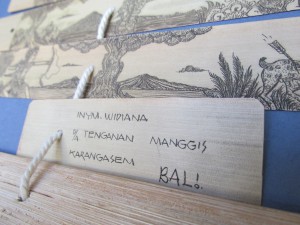 INYM. WIDIANA
TENGANAN MANGGIS
KARANGASEM
BALI!